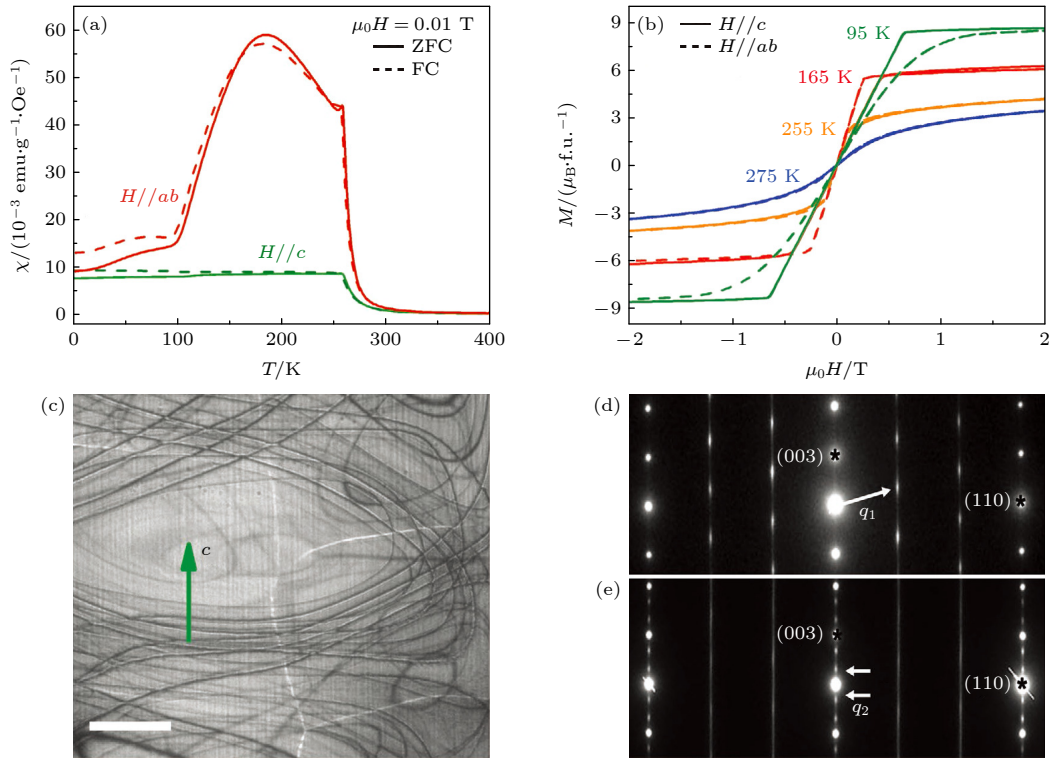 (a)
μ₀H = 0.01 T
ZFC
FC
H//ab
H//c
χ/(10⁻³ emu·g⁻¹·Oe⁻¹)
60
50
40
30
20
10
0
0 100 200 300 400
T/K
(b)
H//c
H//ab
95 K
165 K
255 K
275 K
M/(μB·f.u.⁻¹)
9
6
3
0
−3
−6
−9
−2 −1 0 1 2
μ₀H/T
(c)
c
(d)
(003)
*
q₁
(110)
*
(e)
(003)
*
q₂
(110)
*